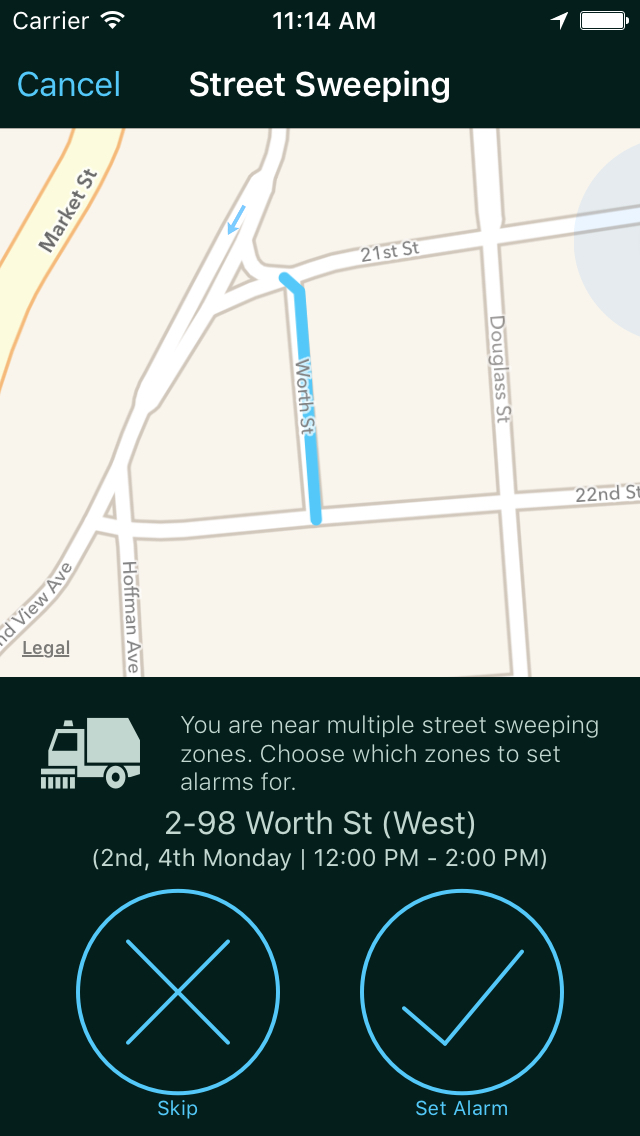 Carrier 11:14 AM
Cancel Street Sweeping
Market St
21st St
Worth St
Douglass St
22nd St
Hoffman Ave
nd View Ave
Legal
You are near multiple street sweeping
zones. Choose which zones to set
alarms for.
2-98 Worth St (West)
(2nd, 4th Monday | 12:00 PM - 2:00 PM)
Skip Set Alarm